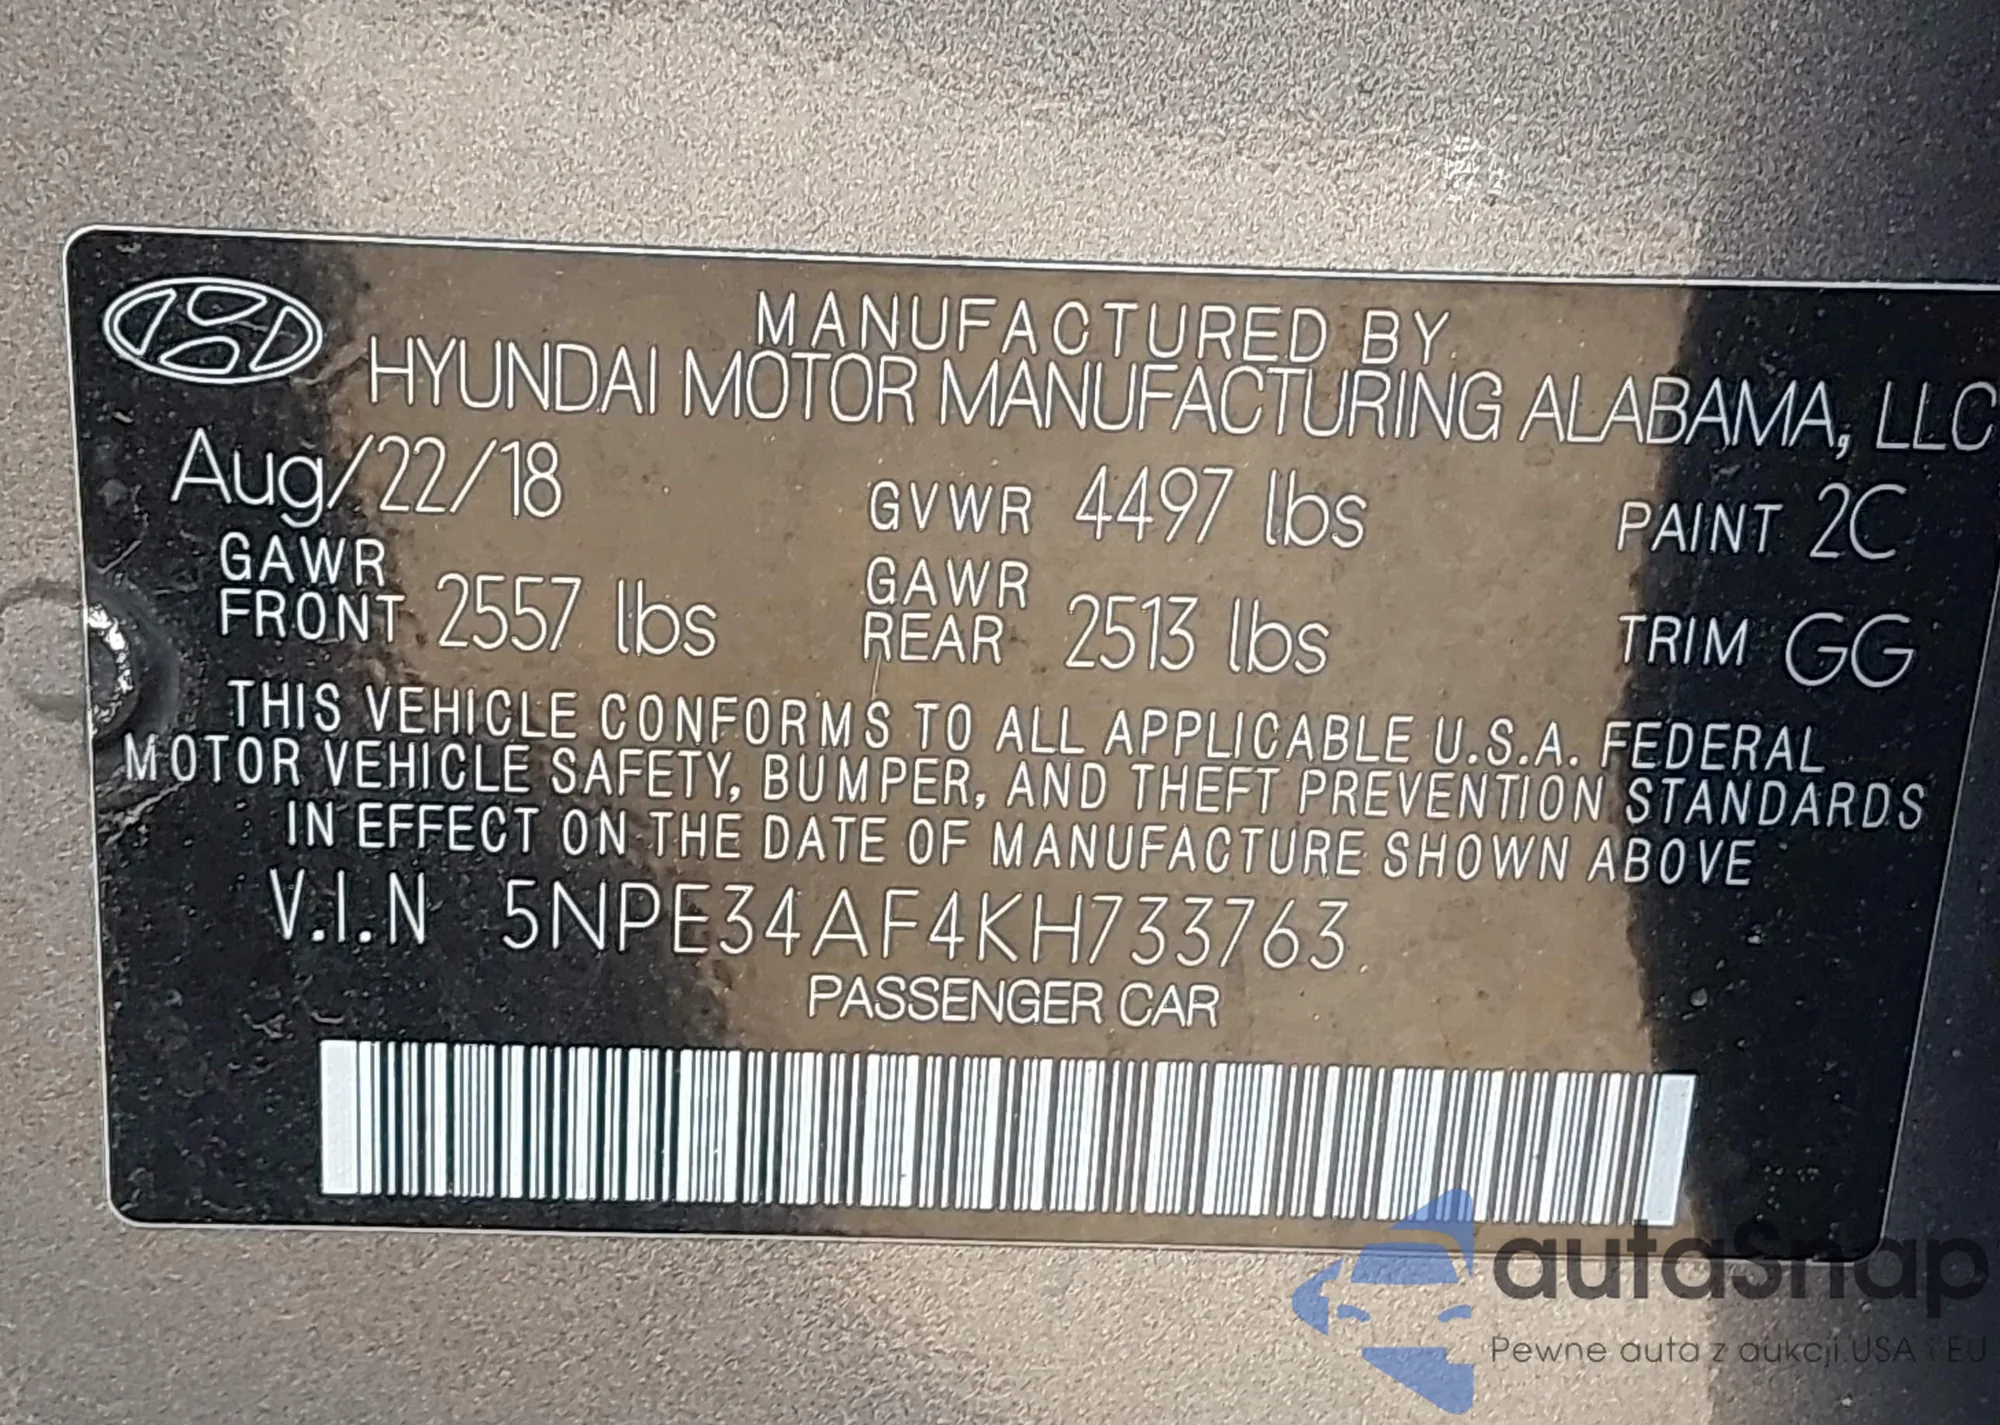 MANUFACTURED BY
HYUNDAI MOTOR MANUFACTURING ALABAMA, LLC
Aug/22/18 GVWR 4497 lbs PAINT 2C
GAWR FRONT 2557 lbs GAWR REAR 2513 lbs TRIM GG
THIS VEHICLE CONFORMS TO ALL APPLICABLE U.S.A. FEDERAL
MOTOR VEHICLE SAFETY, BUMPER, AND THEFT PREVENTION STANDARDS
IN EFFECT ON THE DATE OF MANUFACTURE SHOWN ABOVE
V.I.N 5NPE34AF4KH733763
PASSENGER CAR
autaSnap
Pewne auta z aukcji USA i EU